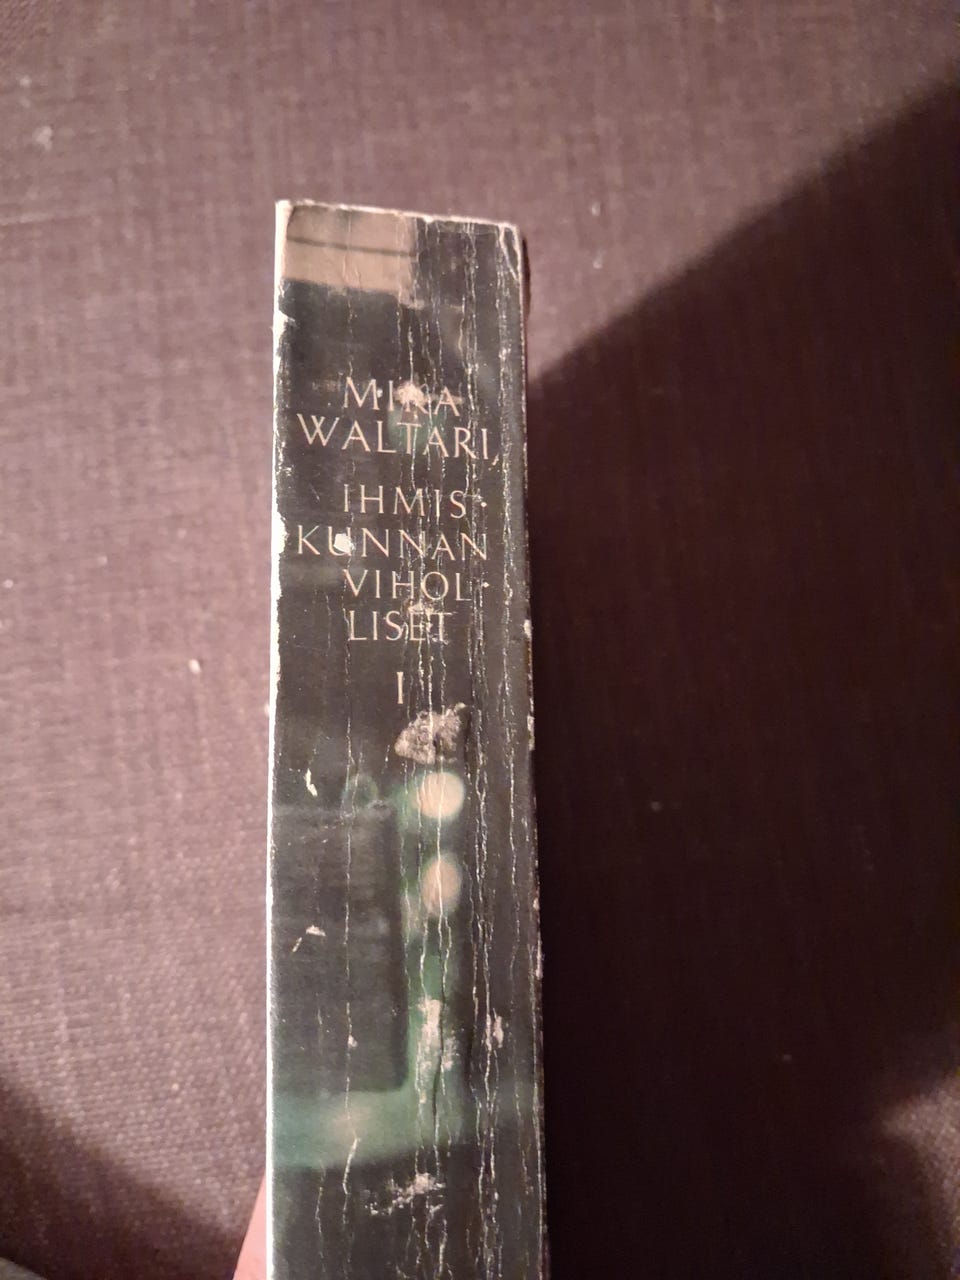 MIKA
WALTARI
IHMIS-
KUNNAN
VIHOL-
LISET
I